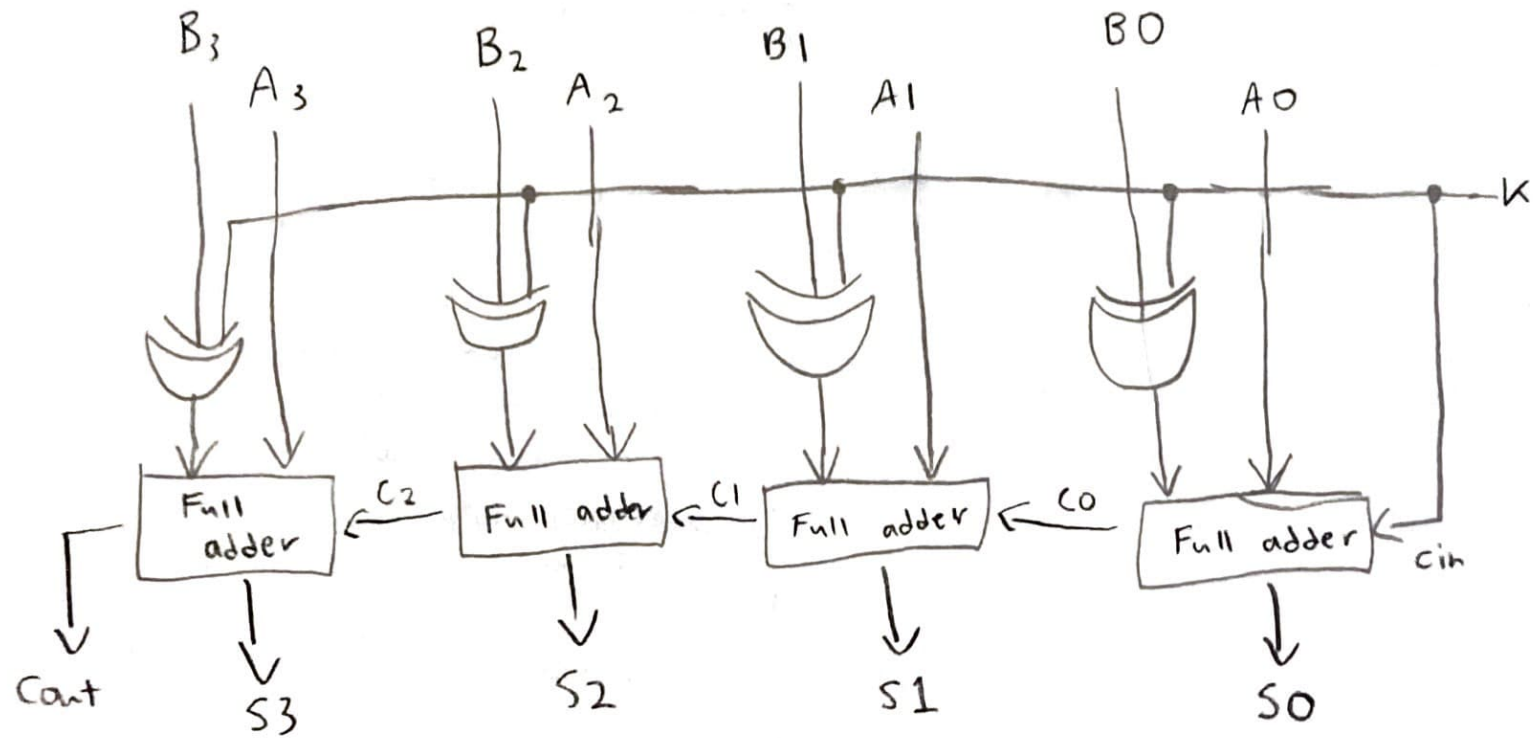 B3
A3
B2
A2
B1
A1
B0
A0
K
Full
adder
C2
Full adder
C1
Full adder
C0
Full adder
Cin
Cout
S3
S2
S1
S0